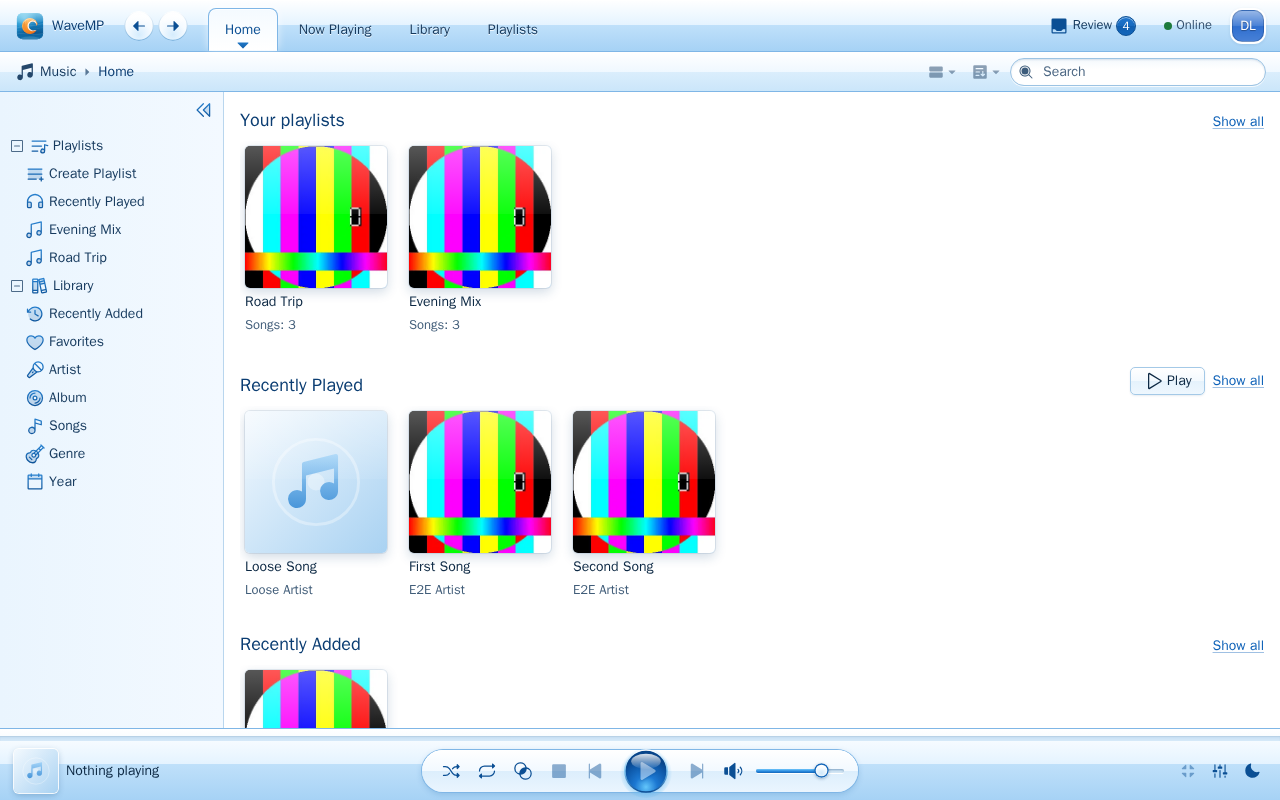 WaveMP
Home
Now Playing
Library
Playlists
Review 4
Online
DL
Music
Home
Search
Playlists
Create Playlist
Recently Played
Evening Mix
Road Trip
Library
Recently Added
Favorites
Artist
Album
Songs
Genre
Year
Your playlists
Show all
Road Trip
Songs: 3
Evening Mix
Songs: 3
Recently Played
Play
Show all
Loose Song
Loose Artist
First Song
E2E Artist
Second Song
E2E Artist
Recently Added
Show all
Nothing playing